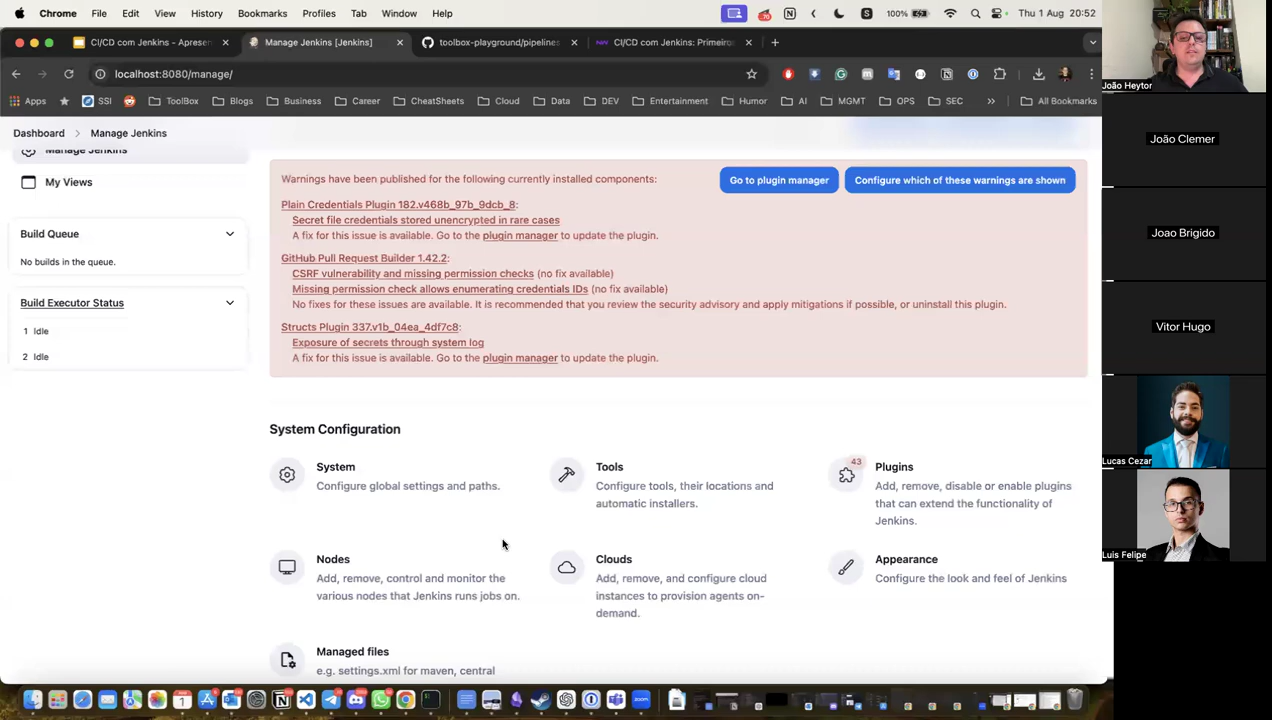 Chrome File Edit View History Bookmarks Profiles Tab Window Help 100% Thu 1 Aug 20:52
CI/CD com Jenkins - Apresen Manage Jenkins [Jenkins] toolbox-playground/pipelines CI/CD com Jenkins: Primeiros
localhost:8080/manage/
Apps SSI ToolBox Blogs Business Career CheatSheets Cloud Data DEV Entertainment Humor AI MGMT OPS SEC All Bookmarks
Dashboard Manage Jenkins
Manage Jenkins
My Views
Build Queue
No builds in the queue.
Build Executor Status
1 Idle
2 Idle
Warnings have been published for the following currently installed components:
Go to plugin manager
Configure which of these warnings are shown
Plain Credentials Plugin 182.v468b_97b_9dcb_8:
Secret file credentials stored unencrypted in rare cases
A fix for this issue is available. Go to the plugin manager to update the plugin.
GitHub Pull Request Builder 1.42.2:
CSRF vulnerability and missing permission checks (no fix available)
Missing permission check allows enumerating credentials IDs (no fix available)
No fixes for these issues are available. It is recommended that you review the security advisory and apply mitigations if possible, or uninstall this plugin.
Structs Plugin 337.v1b_04ea_4df7c8:
Exposure of secrets through system log
A fix for this issue is available. Go to the plugin manager to update the plugin.
System Configuration
System
Configure global settings and paths.
Tools
Configure tools, their locations and
automatic installers.
43
Plugins
Add, remove, disable or enable plugins
that can extend the functionality of
Jenkins.
Nodes
Add, remove, control and monitor the
various nodes that Jenkins runs jobs on.
Clouds
Add, remove, and configure cloud
instances to provision agents on-
demand.
Appearance
Configure the look and feel of Jenkins
Managed files
e.g. settings.xml for maven, central
João Heytor
João Clemer
Joao Brigido
Vitor Hugo
Lucas Cezar
Luis Felipe